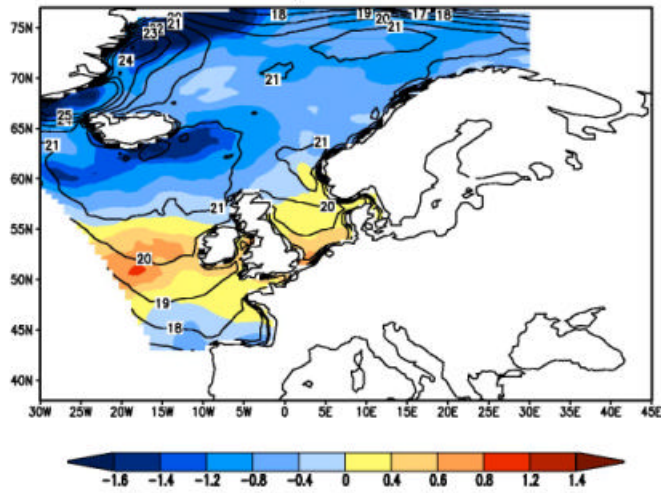 20 18 19 20 17 18
75N 23 22 21 21
24
70N 21
25
65N
21 21
60N
21 20
55N
20
50N 19
45N 18
40N
30W 25W 20W 15W 10W 5W 0 5E 10E 15E 20E 25E 30E 35E 40E 45E
-1.6 -1.4 -1.2 -0.8 -0.4 0 0.4 0.6 0.8 1.2 1.4